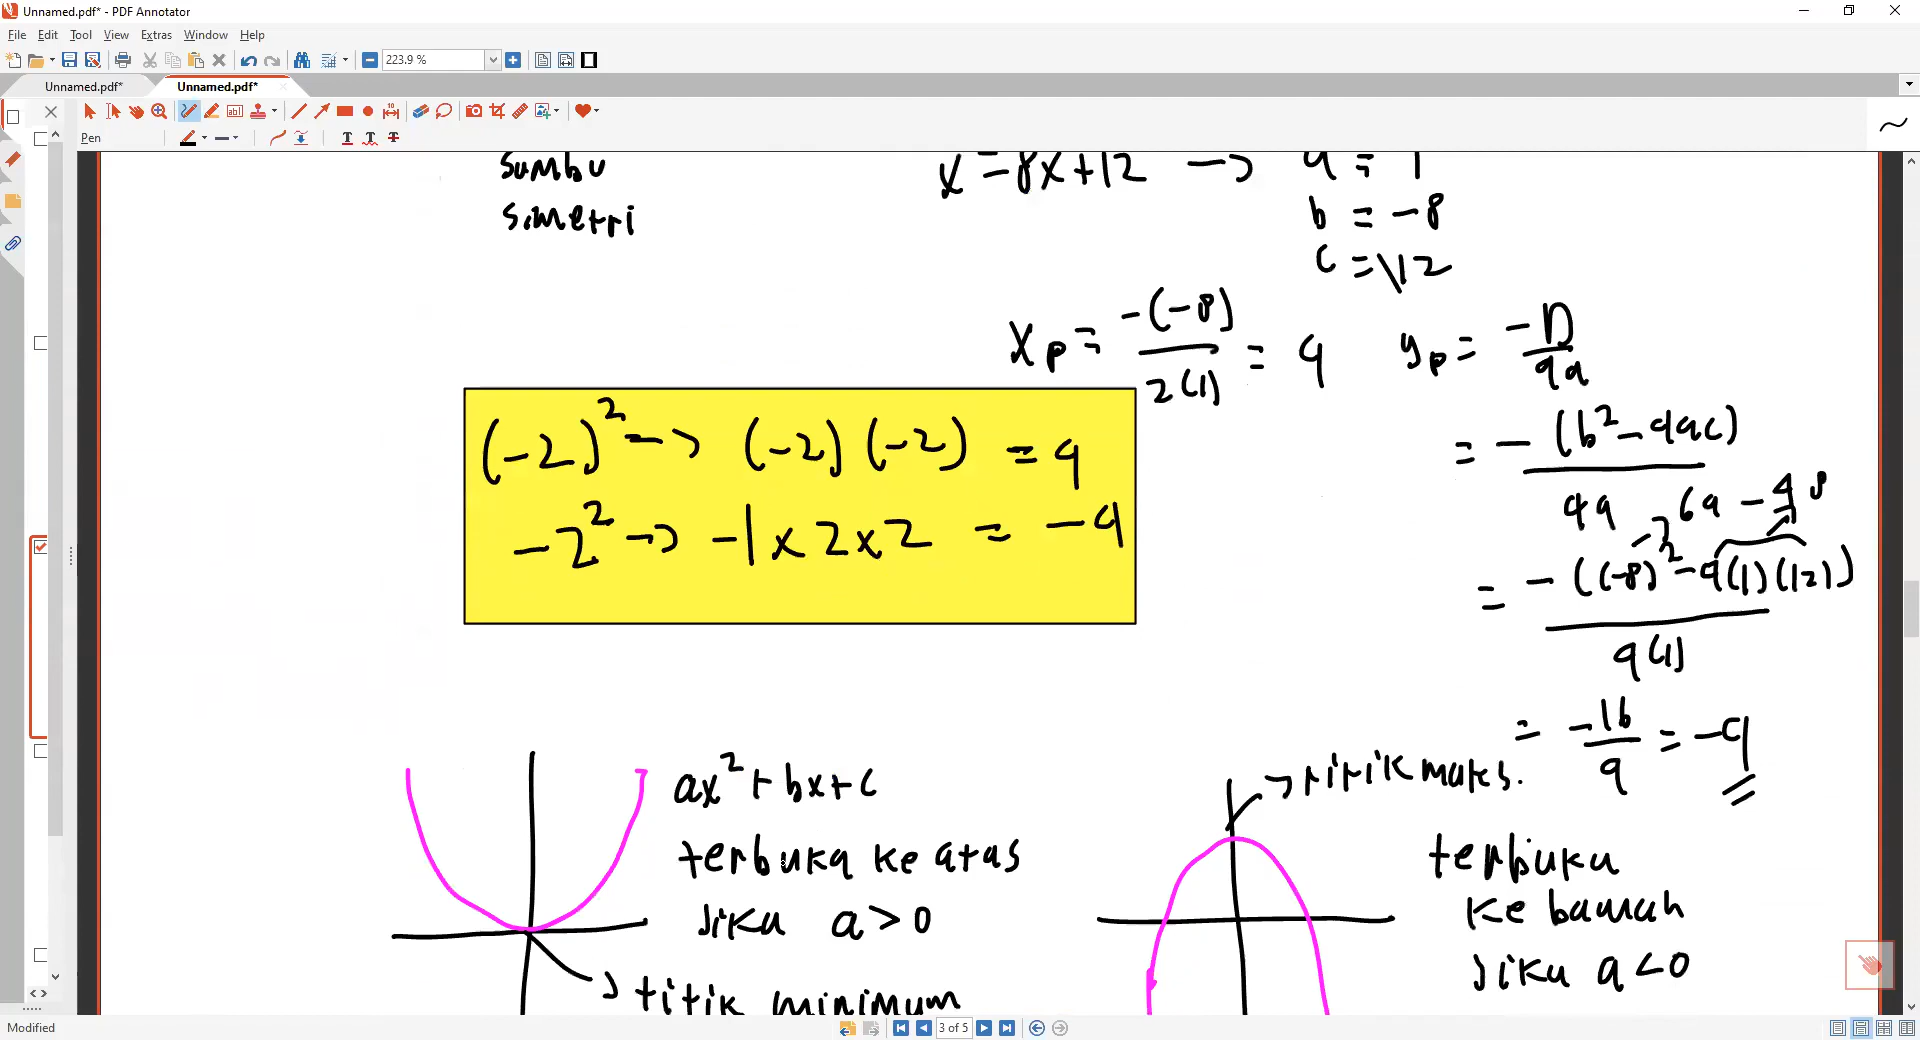 Unnamed.pdf* - PDF Annotator
File Edit Tool View Extras Window Help
223.9 %
Unnamed.pdf* Unnamed.pdf*
Pen
sumbu
simetri
x² - 8x + 12 → a = 1
b = -8
c = 12
xp = -(-8) / 2(1) = 4
yp = -D / 4a
= -(b² - 4ac) / 4a
64 - 48
= -((-8)² - 4(1)(12)) / 4(1)
= -16 / 4 = -4
(-2)² → (-2)(-2) = 4
-2² → -1 x 2 x 2 = -4
ax² + bx + c
terbuka ke atas
jika a > 0
titik minimum
titik maks.
terbuka
ke bawah
jika a < 0
Modified
3 of 5